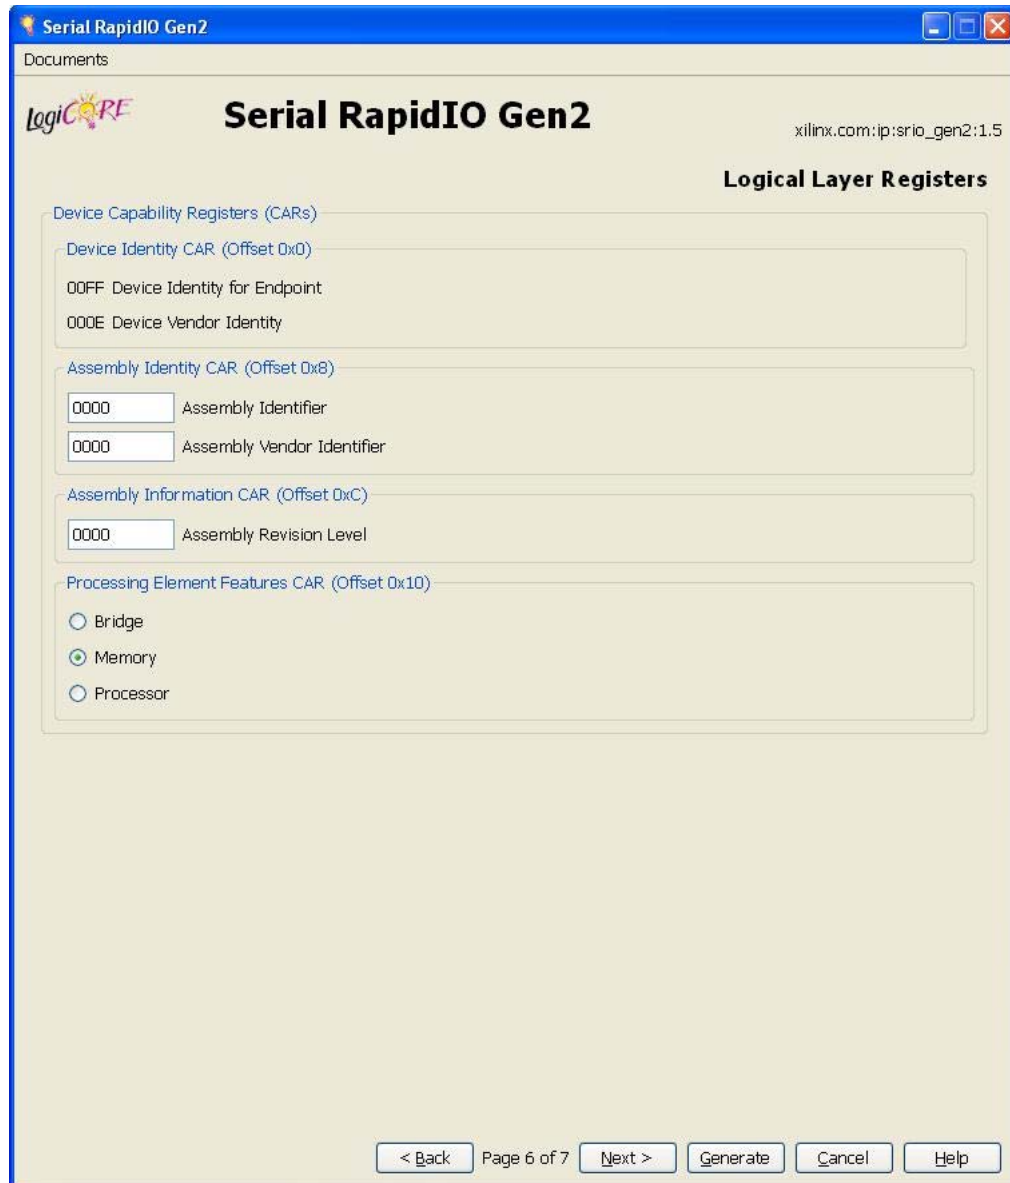 Serial RapidIO Gen2
Documents
LogiCORE
Serial RapidIO Gen2
xilinx.com:ip:srio_gen2:1.5
Logical Layer Registers
Device Capability Registers (CARs)
Device Identity CAR (Offset 0x0)
00FF Device Identity for Endpoint
000E Device Vendor Identity
Assembly Identity CAR (Offset 0x8)
0000 Assembly Identifier
0000 Assembly Vendor Identifier
Assembly Information CAR (Offset 0xC)
0000 Assembly Revision Level
Processing Element Features CAR (Offset 0x10)
Bridge
Memory
Processor
< Back Page 6 of 7 Next > Generate Cancel Help